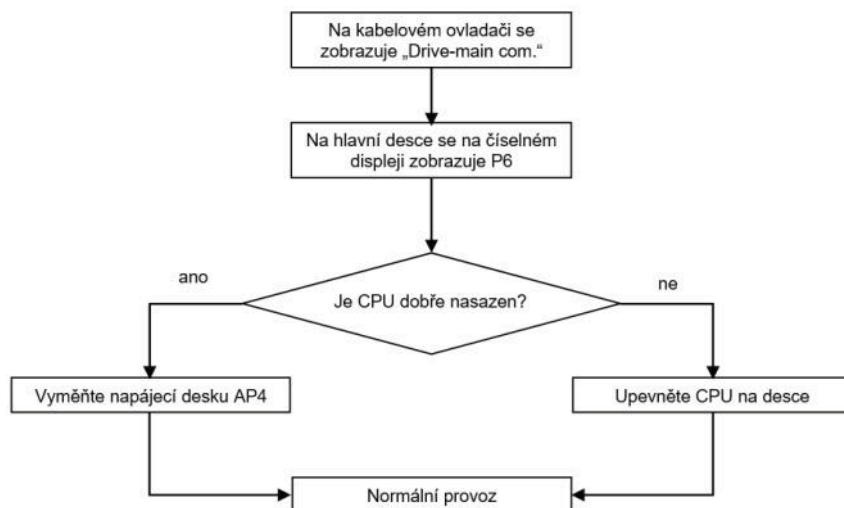 Na kabelovém ovladači se
zobrazuje „Drive-main com.“
Na hlavní desce se na číselném
displeji zobrazuje P6
ano
ne
Je CPU dobře nasazen?
Vyměňte napájecí desku AP4
Upevněte CPU na desce
Normální provoz